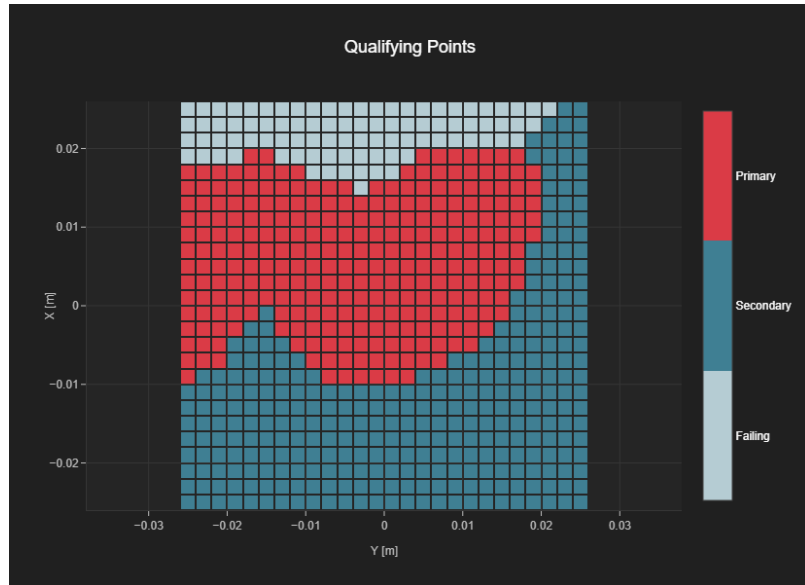 Qualifying Points
0.02
0.01
0
−0.01
−0.02
X [m]
−0.03
−0.02
−0.01
0
0.01
0.02
0.03
Y [m]
Primary
Secondary
Failing